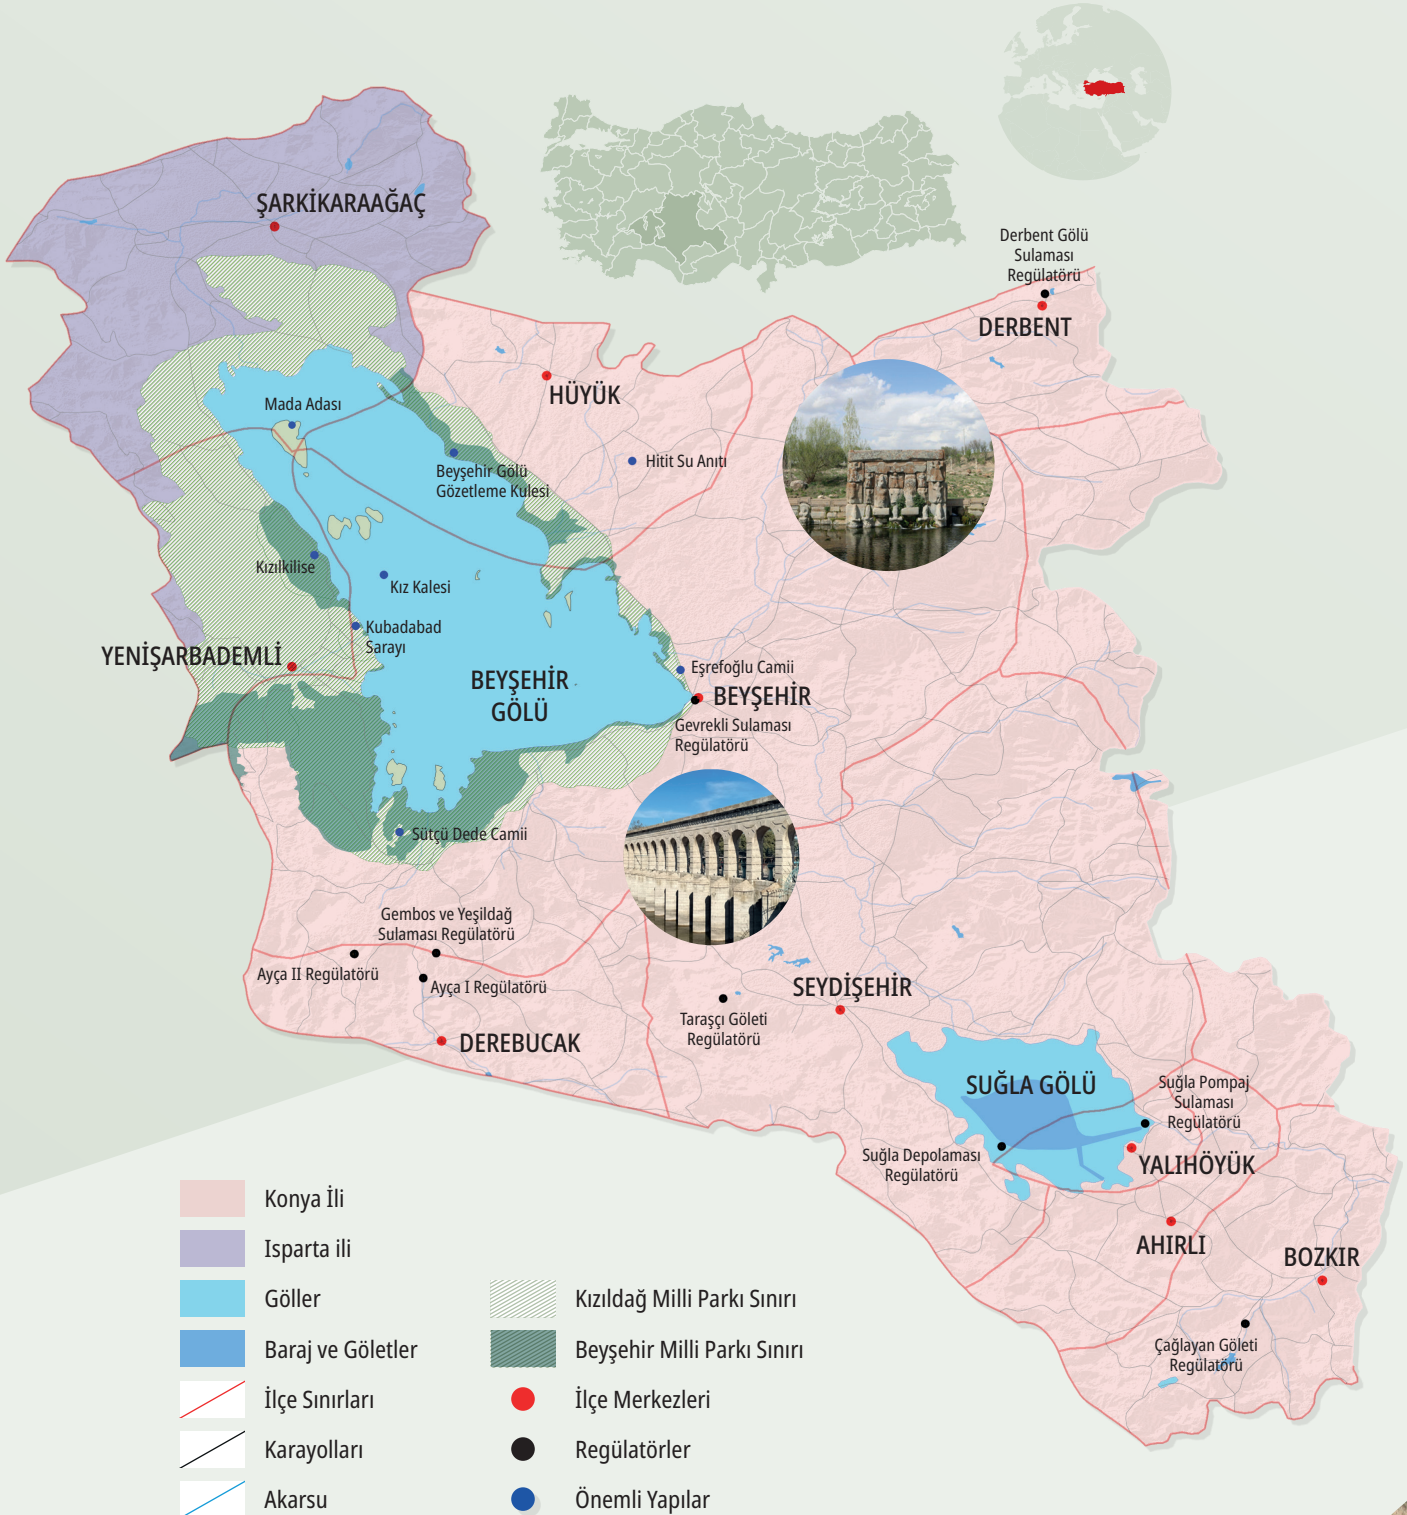 ŞARKİKARAAĞAÇ
Derbent Gölü
Sulaması
Regülatörü
DERBENT
HÜYÜK
Mada Adası
Hitit Su Anıtı
Beyşehir Gölü
Gözetleme Kulesi
Kızılkilise
Kız Kalesi
Kubadabad
Sarayı
YENİŞARBADEMLİ
BEYŞEHİR
GÖLÜ
Eşrefoğlu Camii
BEYŞEHİR
Gevrekli Sulaması
Regülatörü
Sütçü Dede Camii
Gembos ve Yeşildağ
Sulaması Regülatörü
Ayça II Regülatörü
Ayça I Regülatörü
SEYDİŞEHİR
Taraşçı Göleti
Regülatörü
DEREBUCAK
SUĞLA GÖLÜ
Suğla Pompaj
Sulaması
Regülatörü
Suğla Depolaması
Regülatörü
YALIHÖYÜK
AHIRLI
BOZKIR
Çağlayan Göleti
Regülatörü
Konya İli
Isparta ili
Göller
Baraj ve Göletler
İlçe Sınırları
Karayolları
Akarsu
Kızıldağ Milli Parkı Sınırı
Beyşehir Milli Parkı Sınırı
İlçe Merkezleri
Regülatörler
Önemli Yapılar